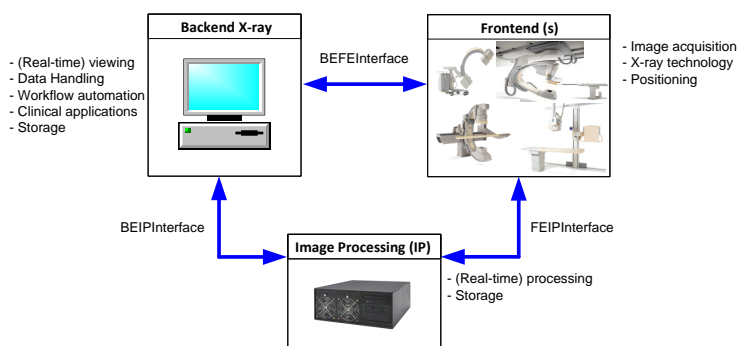 Backend X-ray
Frontend (s)
BEFEInterface
- (Real-time) viewing
- Data Handling
- Workflow automation
- Clinical applications
- Storage
- Image acquisition
- X-ray technology
- Positioning
BEIPInterface
FEIPInterface
Image Processing (IP)
- (Real-time) processing
- Storage